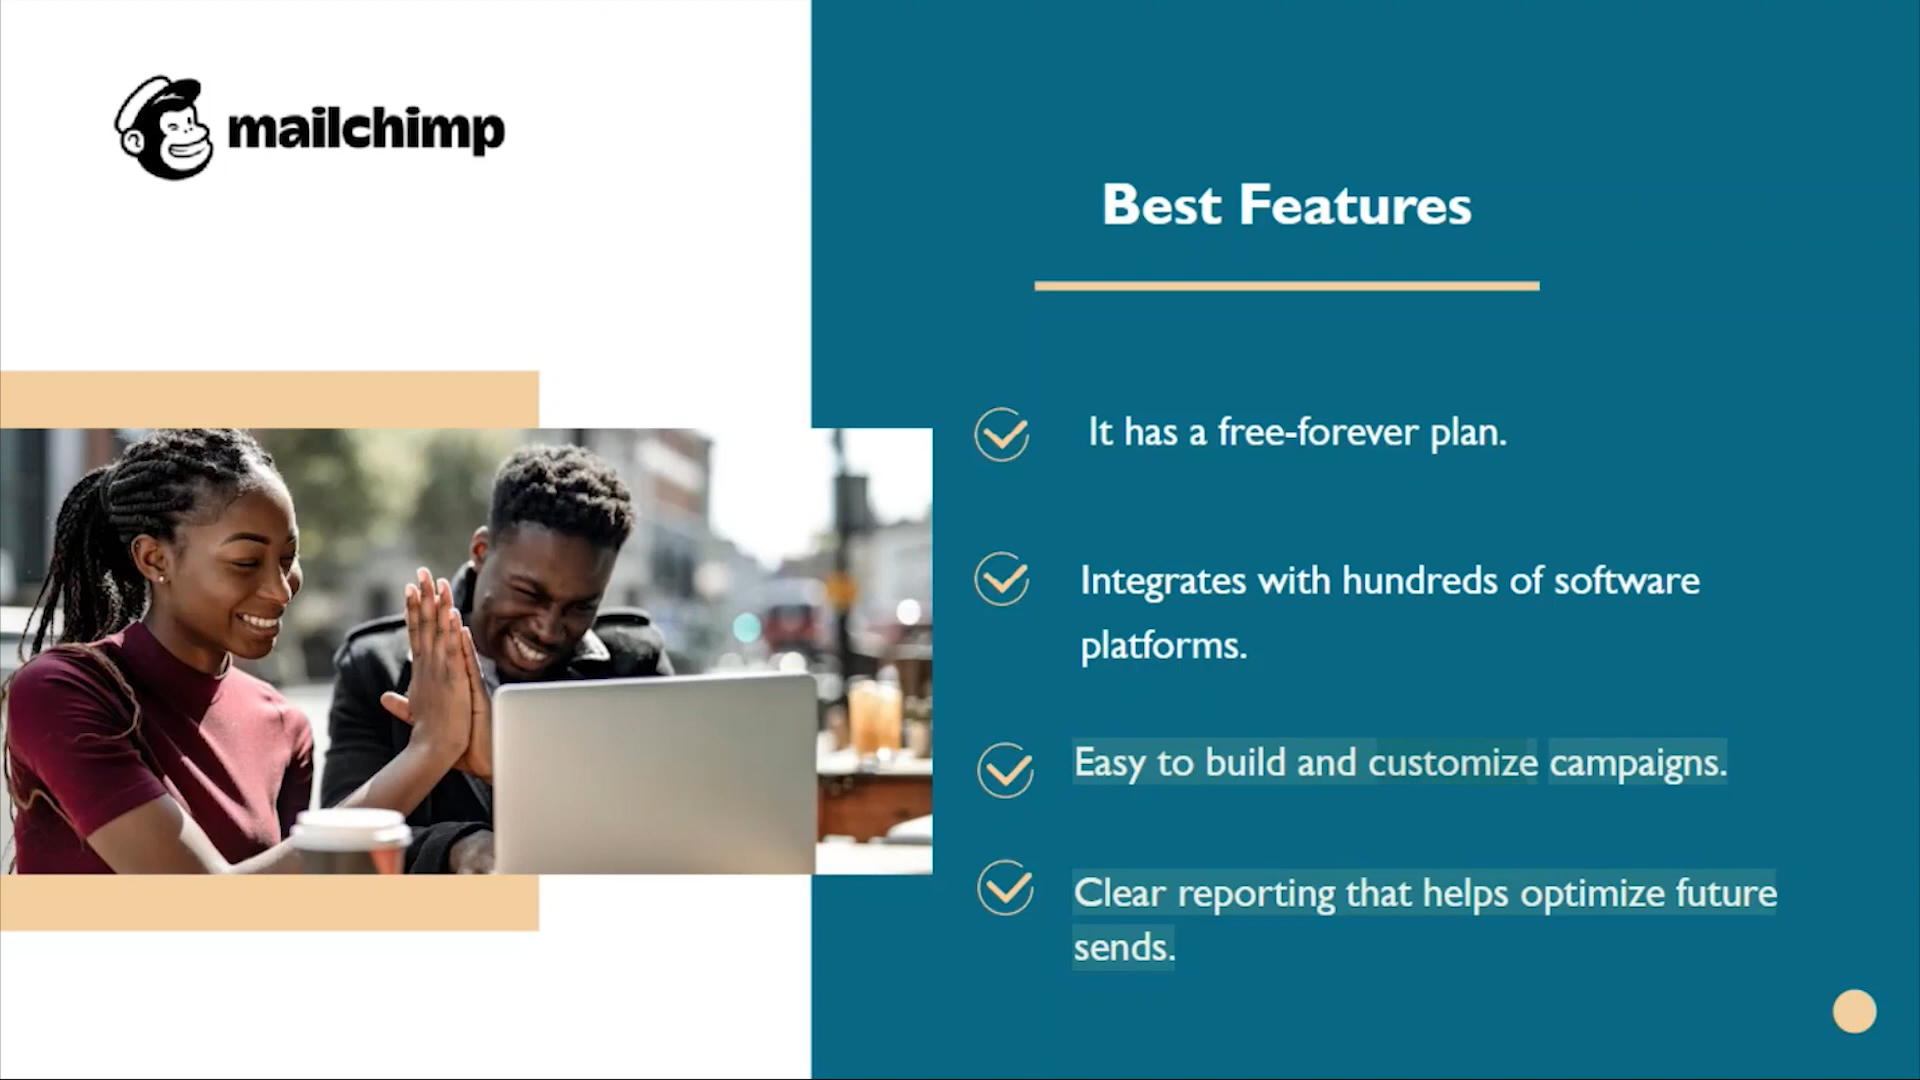 mailchimp
Best Features
It has a free-forever plan.
Integrates with hundreds of software
platforms.
Easy to build and customize campaigns.
Clear reporting that helps optimize future
sends.